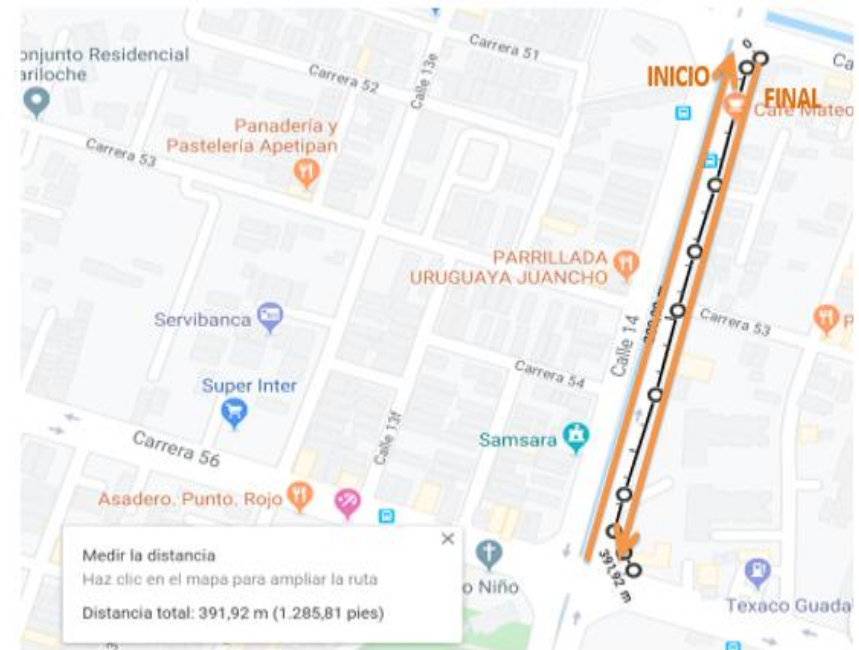 onjunto Residencial
ariloche
Carrera 51
Calle 13e
Carrera 52
INICIO
FINAL
Café Mateo
Panadería y
Pastelería Apetipan
Carrera 53
PARRILLADA
URUGUAYA JUANCHO
Servibanca
Calle 14
Carrera 53
P
Carrera 54
Super Inter
Samsara
Calle 13f
Carrera 56
Asadero. Punto. Rojo
Medir la distancia
Haz clic en el mapa para ampliar la ruta
Distancia total: 391,92 m (1.285,81 pies)
o Niño
391,92 m
Texaco Guada
0
Ca